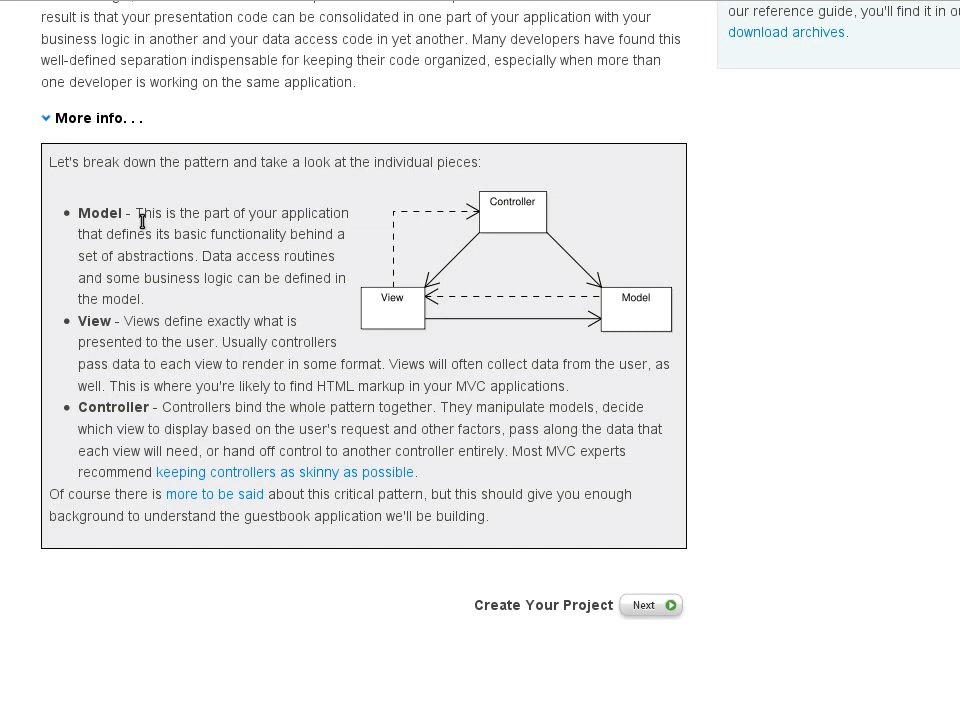 result is that your presentation code can be consolidated in one part of your application with your
business logic in another and your data access code in yet another. Many developers have found this
well-defined separation indispensable for keeping their code organized, especially when more than
one developer is working on the same application.
our reference guide, you'll find it in
download archives.
More info. . .
Let's break down the pattern and take a look at the individual pieces:
Model - This is the part of your application
that defines its basic functionality behind a
set of abstractions. Data access routines
and some business logic can be defined in
the model.
Controller
View
Model
View - Views define exactly what is
presented to the user. Usually controllers
pass data to each view to render in some format. Views will often collect data from the user, as
well. This is where you're likely to find HTML markup in your MVC applications.
Controller - Controllers bind the whole pattern together. They manipulate models, decide
which view to display based on the user's request and other factors, pass along the data that
each view will need, or hand off control to another controller entirely. Most MVC experts
recommend keeping controllers as skinny as possible.
Of course there is more to be said about this critical pattern, but this should give you enough
background to understand the guestbook application we'll be building.
Create Your Project Next